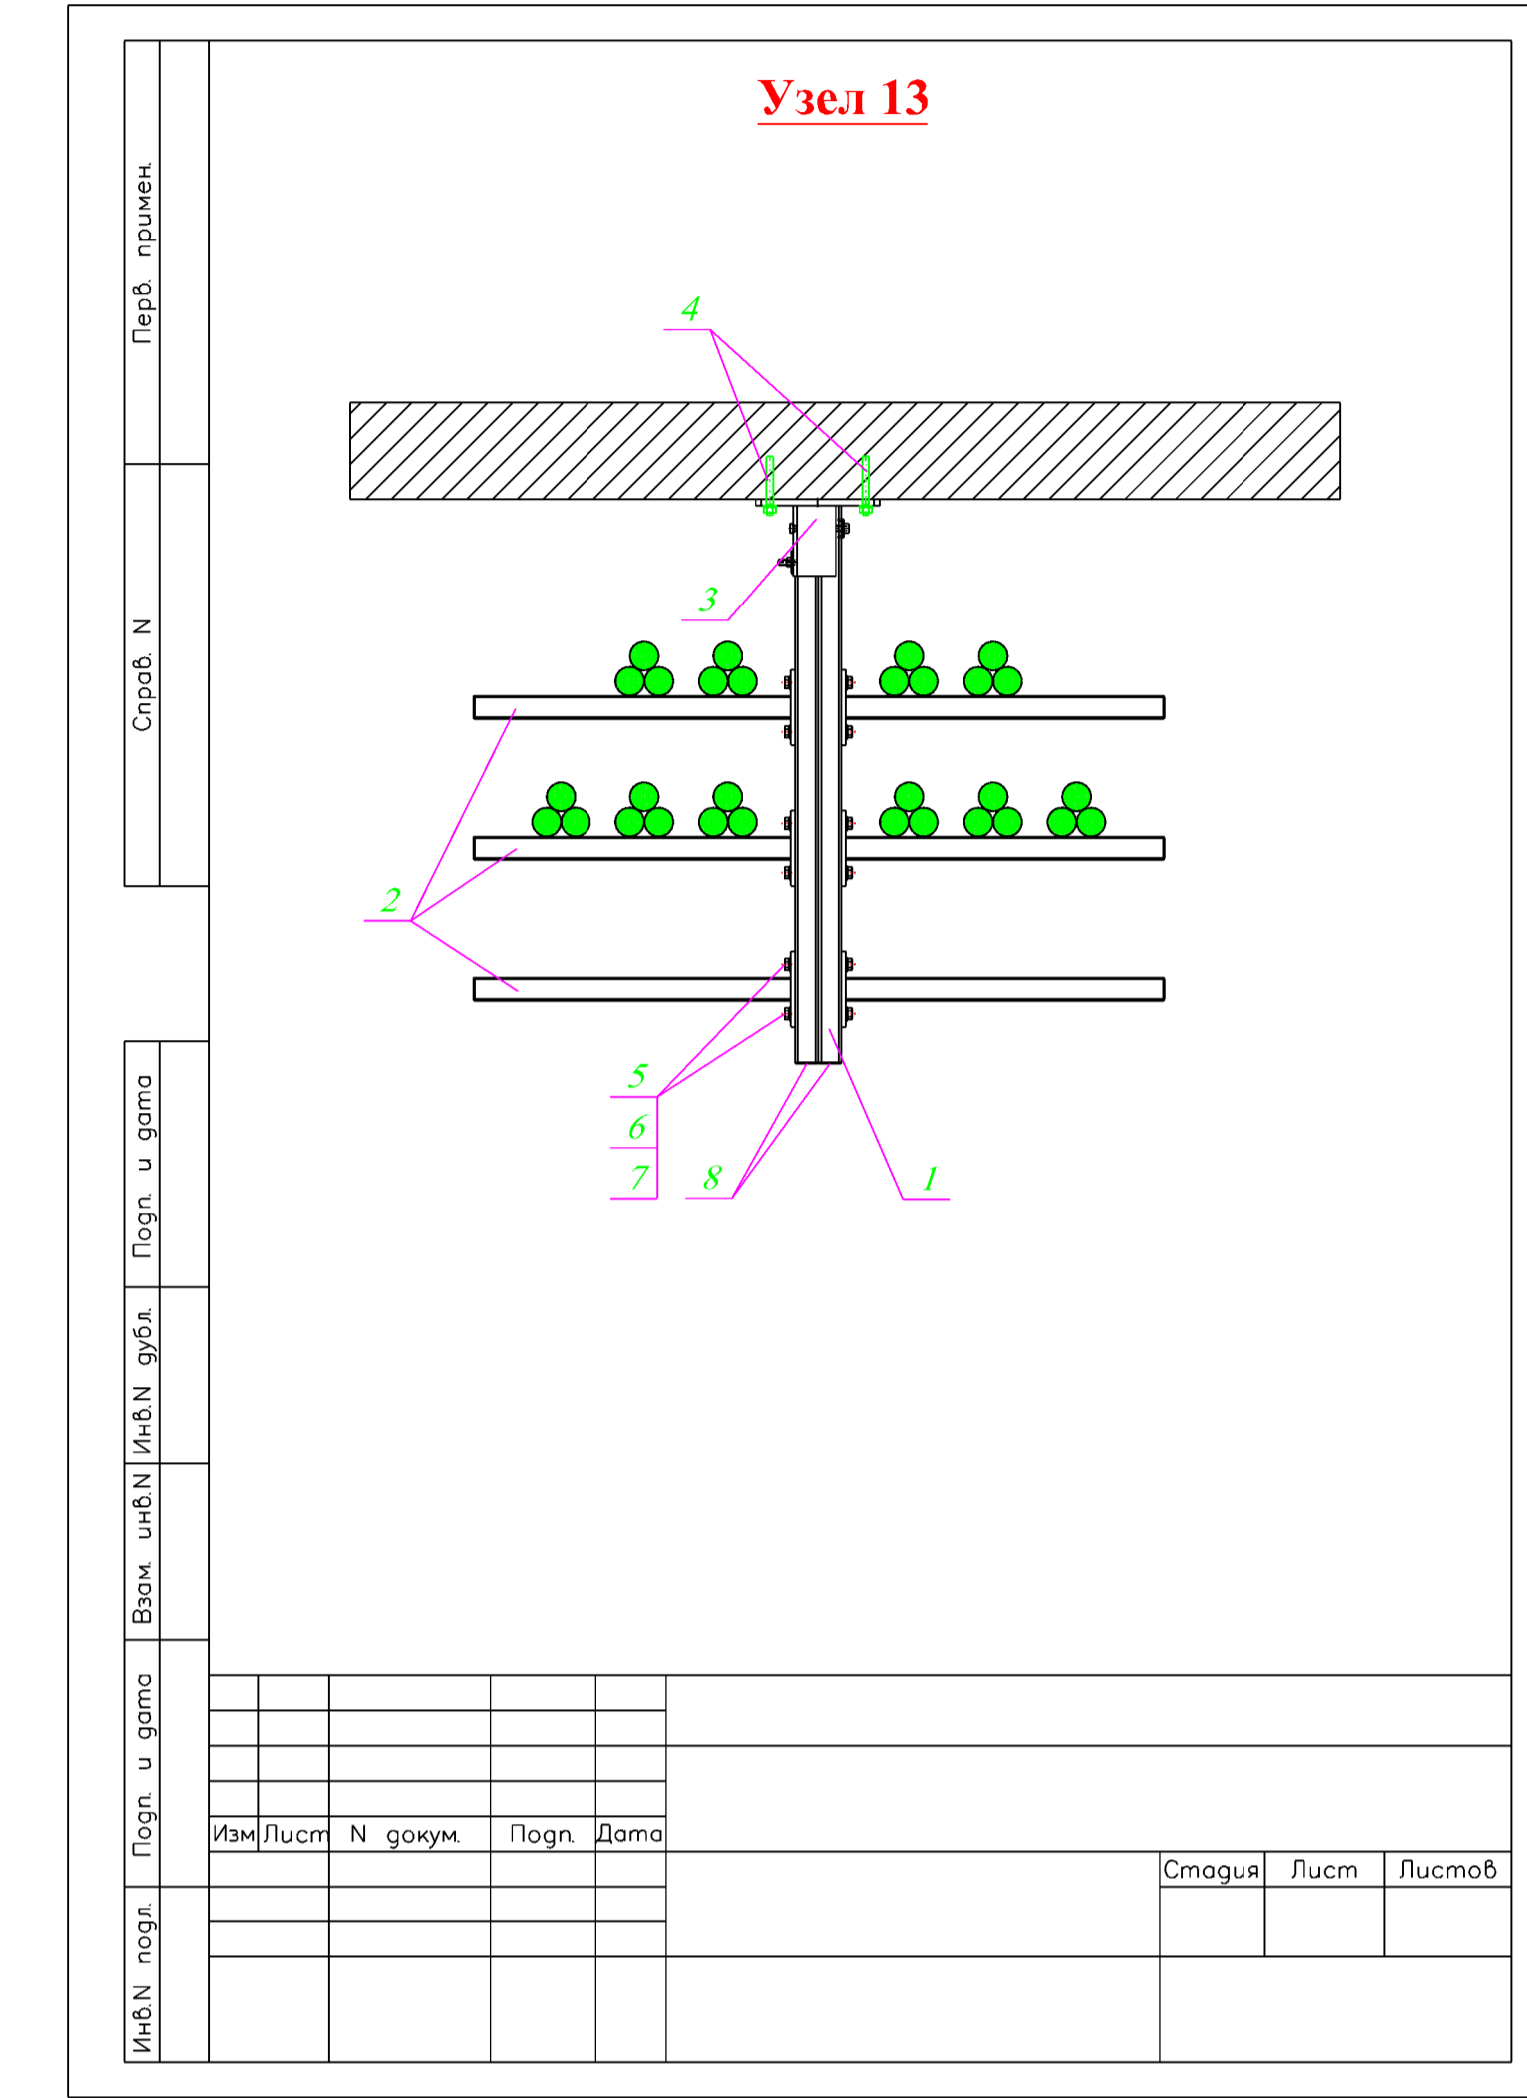 Узел 13
4
3
2
5
6
7
8
1
Перв. примен.
Справ. N
Подп. и дата
Инв.N дубл.
Взам. инв.N
Подп. и дата
Инв.N подл.
Изм Лист N докум. Подп. Дата
Стадия Лист Листов